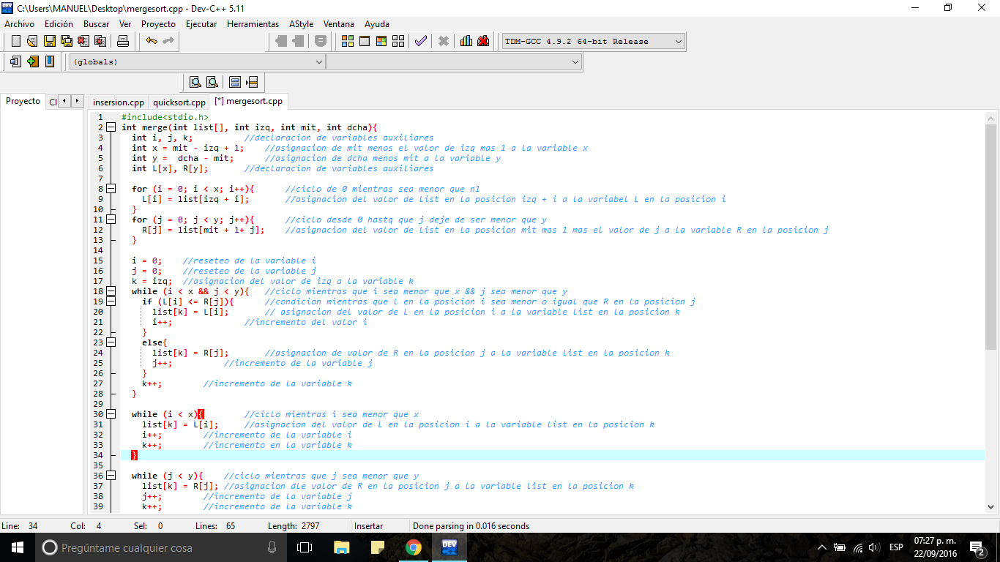 C:\Users\MANUEL\Desktop\mergesort.cpp - Dev-C++ 5.11
Archivo Edición Buscar Ver Proyecto Ejecutar Herramientas AStyle Ventana Ayuda
TDM-GCC 4.9.2 64-bit Release
(globals)
Proyecto Cl insersion.cpp quicksort.cpp [*] mergesort.cpp
1 #include<stdio.h>
2 int merge(int list[], int izq, int mit, int dcha){
3 int i, j, k; //declaracion de variables auxiliares
4 int x = mit - izq + 1; //asignacion de mit menos el valor de izq mas 1 a la variable x
5 int y = dcha - mit; //asignacion de dcha menos mit a la variable y
6 int L[x], R[y]; //declaracion de variables auxiliares
7
8 for (i = 0; i < x; i++){ //ciclo de 0 mientras sea menor que n1
9 L[i] = list[izq + i]; //asignacion del valor de list en la posicion izq + i a la variabel L en la posicion i
10 }
11 for (j = 0; j < y; j++){ //ciclo desde 0 hastq que j deje de ser menor que y
12 R[j] = list[mit + 1+ j]; //asignacion del valor de list en la posicion mit mas 1 mas el valor de j a la variable R en la posicion j
13 }
14
15 i = 0; //reseteo de la variable i
16 j = 0; //reseteo de la variable j
17 k = izq; //asignacion del valor de izq a la variable k
18 while (i < x && j < y){ //ciclo mientras que i sea menor que x && j sea menor que y
19 if (L[i] <= R[j]){ //condicion mientras que l en la posicion i sea menor o igual que R en la posicion j
20 list[k] = L[i]; // asignacion del valor de L en la posicion i a la variable list en la posicion k
21 i++; //incremento del valor i
22 }
23 else{
24 list[k] = R[j]; //asignacion de valor de R en la posicion j a la variable list en la posicion k
25 j++; //incremento de la variable j
26 }
27 k++; //incremento de la variable k
28 }
29
30 while (i < x){ //ciclo mientras i sea menor que x
31 list[k] = L[i]; //asignacion del valor de L en la posicion i a la variable list en la posicion k
32 i++; //incremento de la variable i
33 k++; //incremento en la variable k
34 }
35
36 while (j < y){ //ciclo mientras que j sea menor que y
37 list[k] = R[j]; //asignacion dle valor de R en la posicion j a la variable list en la posicion k
38 j++; //incremento de la variable j
39 k++; //incremento de la variable k
Line: 34 Col: 4 Sel: 0 Lines: 65 Length: 2797 Insertar Done parsing in 0.016 seconds
Pregúntame cualquier cosa
DEV
ESP
07:27 p. m.
22/09/2016
2